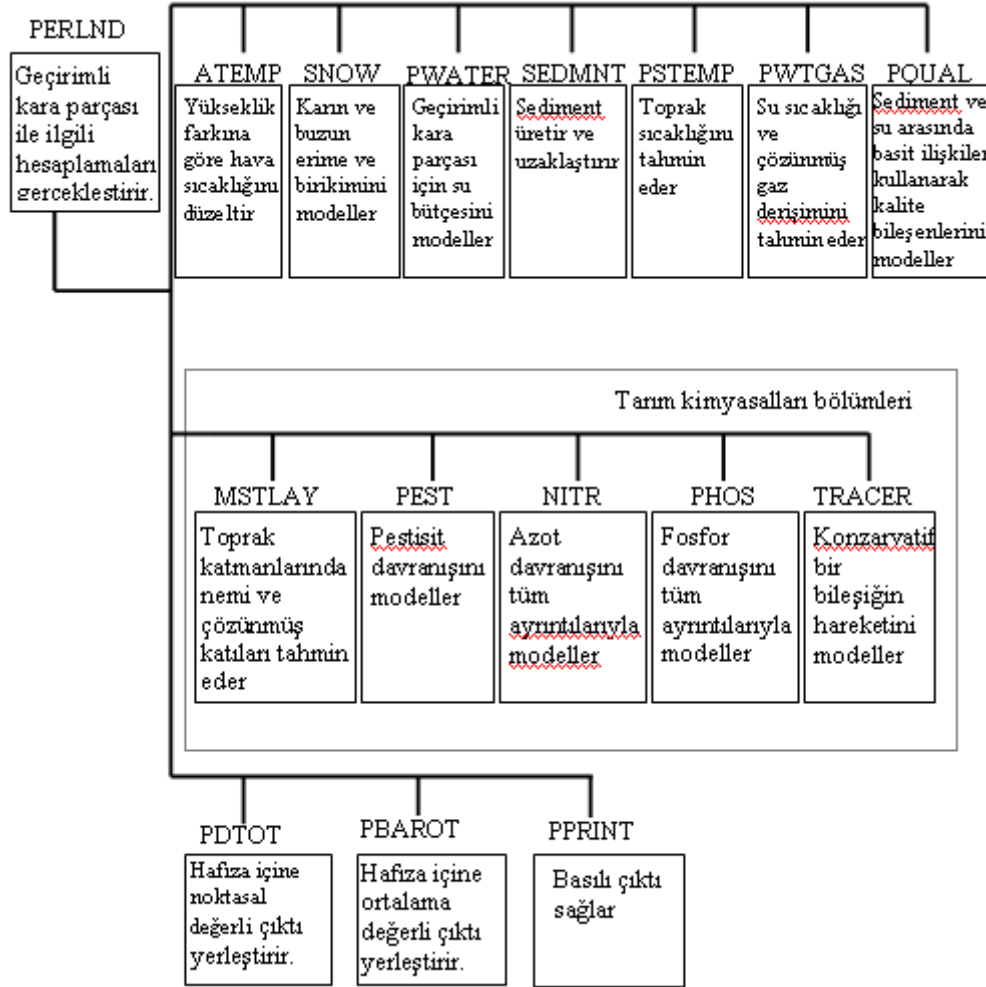 PERLND
Geçirimli
kara parçası
ile ilgili
hesaplamaları
gerceklestirir.
ATEMP
Yükseklik
farkına
göre hava
sıcaklığını
düzeltir
SNOW
Karın ve
buzun
erime ve
birikimini
modeller
PWATER
Geçirimli
kara
parçası
için su
bütçesini
modeller
SEDMNT
Sediment
üretir ve
uzaklaştırır
PSTEMP
Toprak
sıcaklığını
tahmin
eder
PWTGAS
Su sıcaklığı
ve
çözünmüş
gaz
derişimini
tahmin eder
PQUAL
Sediment ve
su arasında
basit ilişkiler
kullanarak
kalite
bileşenlerini
modeller
Tarım kimyasalları bölümleri
MSTLAY
Toprak
katmanlarında
nemi ve
çözünmüş
katıları tahmin
eder
PEST
Pestisit
davranışını
modeller
NITR
Azot
davranışını
tüm
ayrıntılarıyla
modeller
PHOS
Fosfor
davranışını
tüm
ayrıntılarıyla
modeller
TRACER
Konzarvatif
bir
bileşiğin
hareketini
modeller
PDTOT
Hafıza içine
noktasal
değerli çıktı
yerleştirir.
PBAROT
Hafıza içine
ortalama
değerli çıktı
yerleştirir.
PPRINT
Basılı çıktı
sağlar